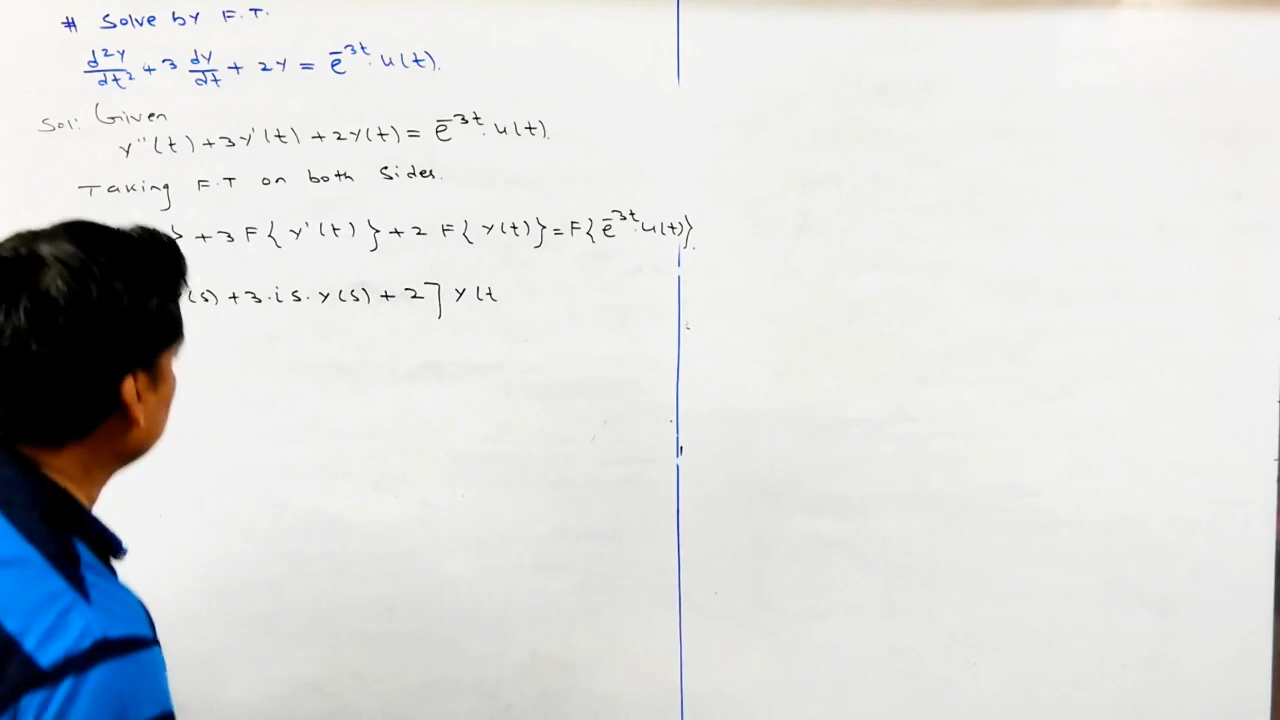 # Solve by F.T.
d²y/dt² + 3 dy/dt + 2y = e^-3t . u(t).
Sol: Given
y''(t) + 3y'(t) + 2y(t) = e^-3t . u(t).
Taking F.T on both sides.
} + 3 F{ y'(t) } + 2 F{ y(t) } = F{ e^-3t . u(t) }.
(s) + 3.is. y(s) + 2] y(t